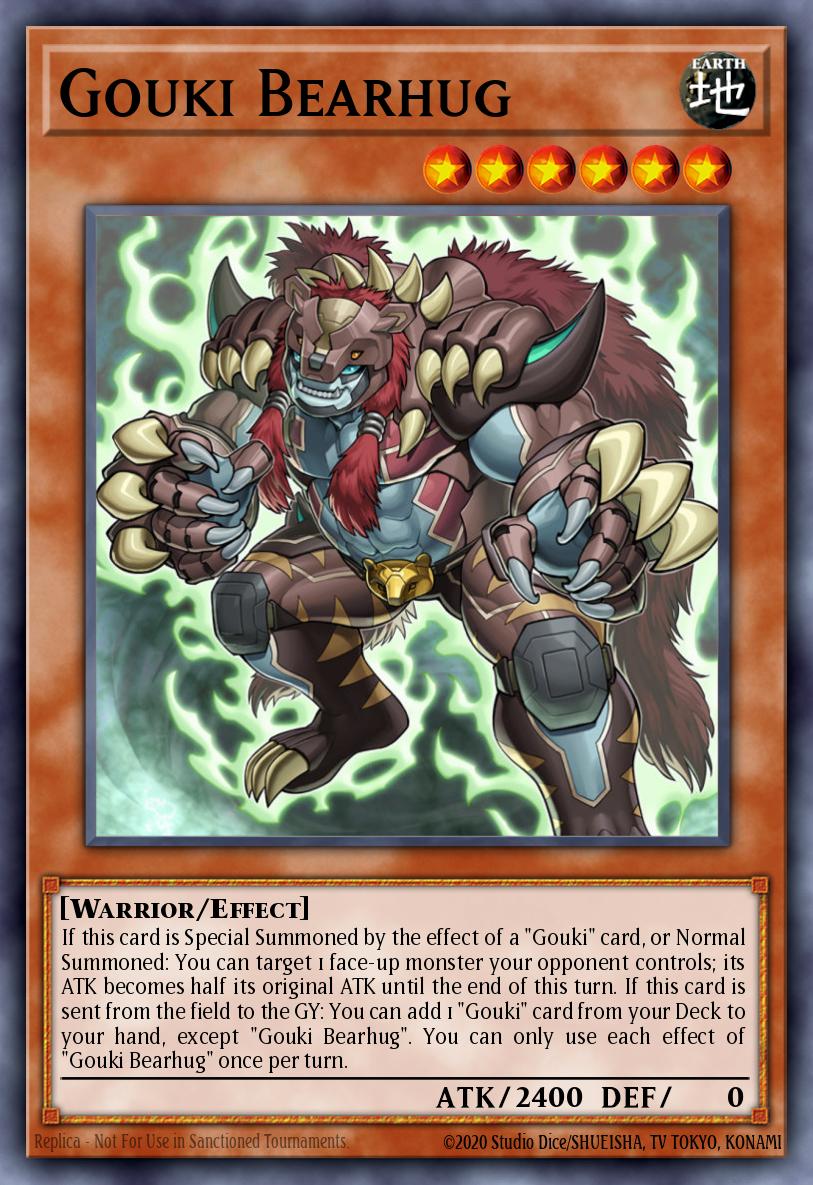 Gouki Bearhug
EARTH
地
[Warrior/Effect]
If this card is Special Summoned by the effect of a "Gouki" card, or Normal
Summoned: You can target 1 face-up monster your opponent controls; its
ATK becomes half its original ATK until the end of this turn. If this card is
sent from the field to the GY: You can add 1 "Gouki" card from your Deck to
your hand, except "Gouki Bearhug". You can only use each effect of
"Gouki Bearhug" once per turn.
ATK/2400 DEF/ 0
Replica - Not For Use in Sanctioned Tournaments.
©2020 Studio Dice/SHUEISHA, TV TOKYO, KONAMI